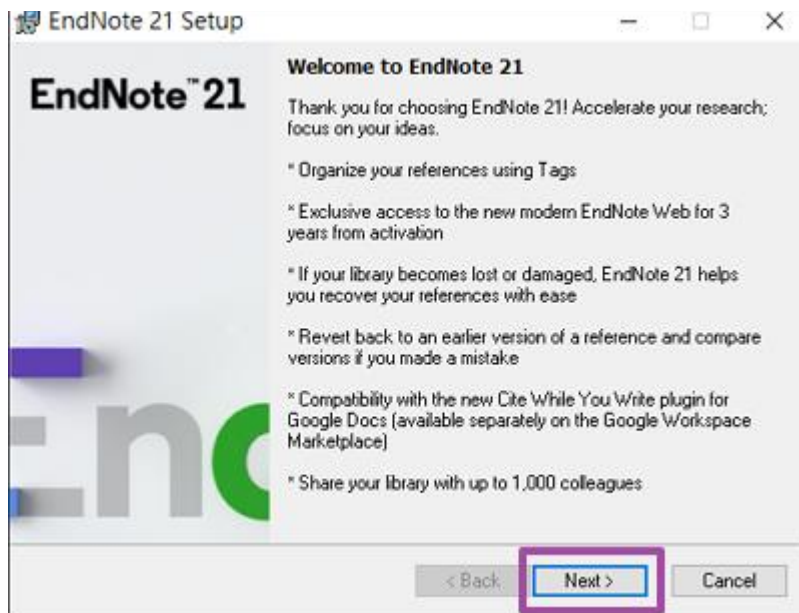 EndNote 21 Setup
EndNote™21
Welcome to EndNote 21
Thank you for choosing EndNote 21! Accelerate your research;
focus on your ideas.
* Organize your references using Tags
* Exclusive access to the new modern EndNote Web for 3
years from activation
* If your library becomes lost or damaged, EndNote 21 helps
you recover your references with ease
* Revert back to an earlier version of a reference and compare
versions if you made a mistake
* Compatibility with the new Cite While You Write plugin for
Google Docs (available separately on the Google Workspace
Marketplace)
* Share your library with up to 1,000 colleagues
En
< Back
Next >
Cancel